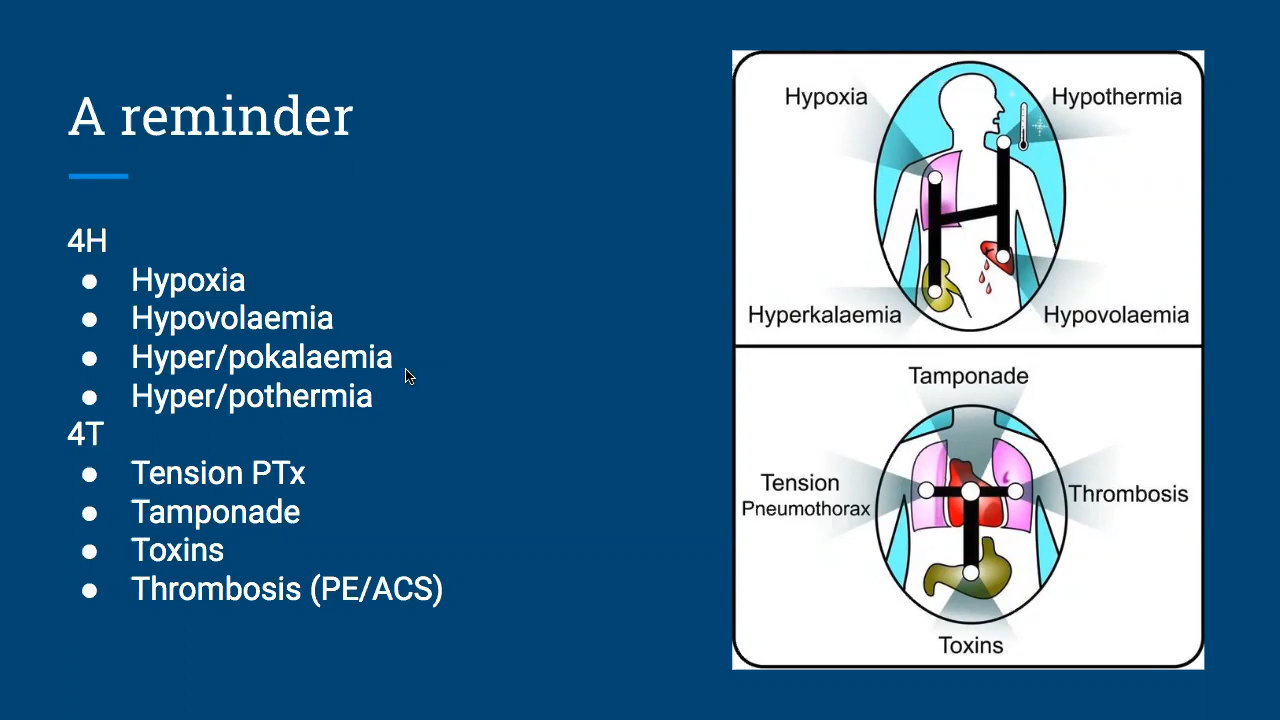 A reminder
4H
● Hypoxia
● Hypovolaemia
● Hyper/pokalaemia
● Hyper/pothermia
4T
● Tension PTx
● Tamponade
● Toxins
● Thrombosis (PE/ACS)
Hypoxia
Hypothermia
Hyperkalaemia
Hypovolaemia
Tamponade
Tension
Pneumothorax
Thrombosis
Toxins